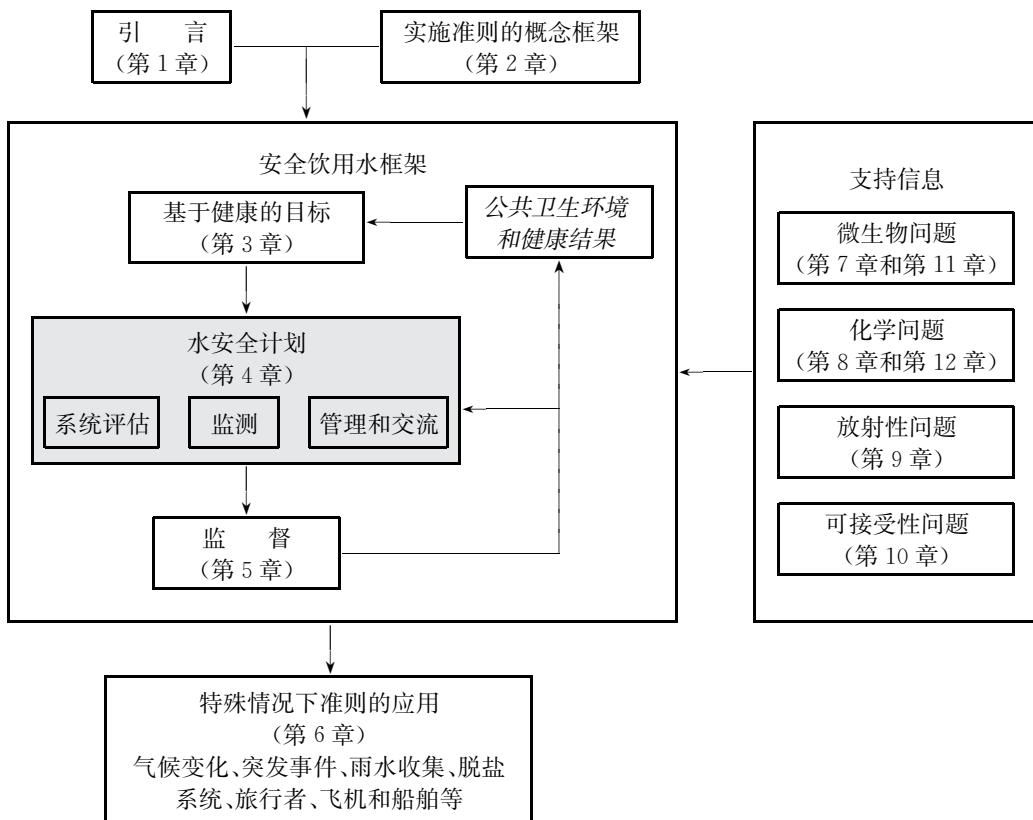 引　　言
（第 1 章）
实施准则的概念框架
（第 2 章）
安全饮用水框架
基于健康的目标
（第 3 章）
公共卫生环境
和健康结果
水安全计划
（第 4 章）
系统评估
监测
管理和交流
监　　督
（第 5 章）
支持信息
微生物问题
（第 7 章和第 11 章）
化学问题
（第 8 章和第 12 章）
放射性问题
（第 9 章）
可接受性问题
（第 10 章）
特殊情况下准则的应用
（第 6 章）
气候变化、突发事件、雨水收集、脱盐
系统、旅行者、飞机和船舶等